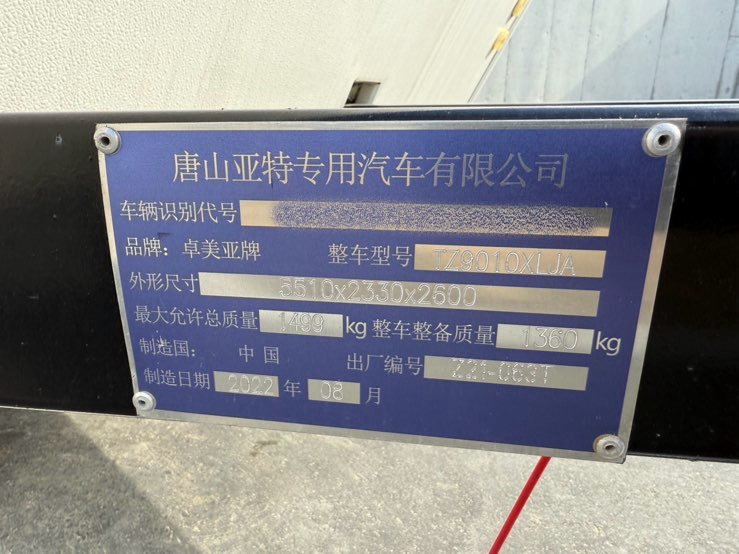 唐山亚特专用汽车有限公司
车辆识别代号
品牌：卓美亚牌 整车型号 TZ9010XLJA
外形尺寸 5510x2330x2600
最大允许总质量 1499 kg 整车整备质量 1360 kg
制造国： 中 国 出厂编号 Z21-063T
制造日期 2022 年 08 月